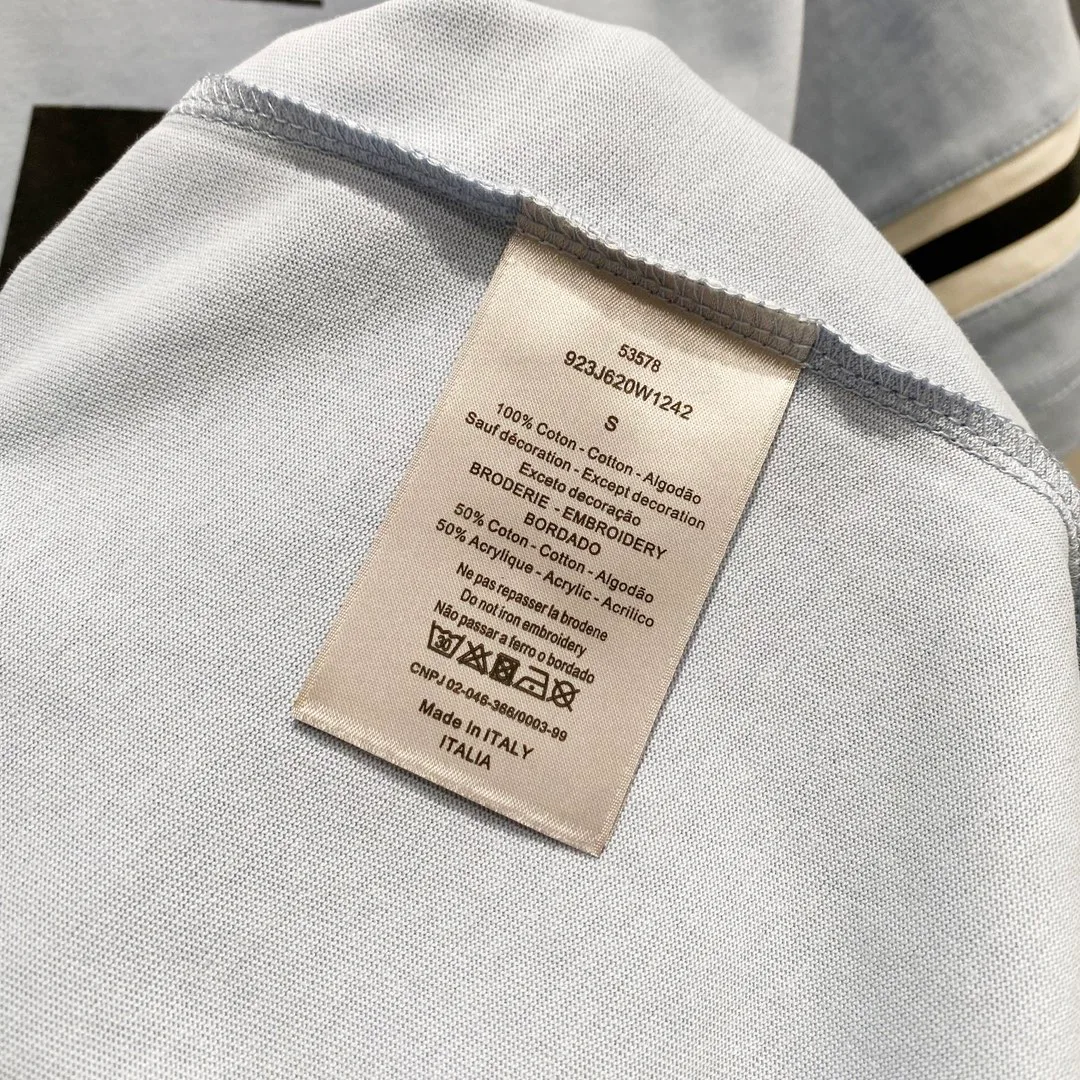 53578
923J620W1242
S
100% Coton - Cotton - Algodão
Sauf décoration - Except decoration
Exceto decoração
BRODERIE - EMBROIDERY
BORDADO
50% Coton - Cotton - Algodão
50% Acrylique - Acrylic - Acrilico
Ne pas repasser la broderie
Do not iron embroidery
Não passar a ferro o bordado
30
CNPJ 02-046-366/0003-99
Made In ITALY
ITALIA